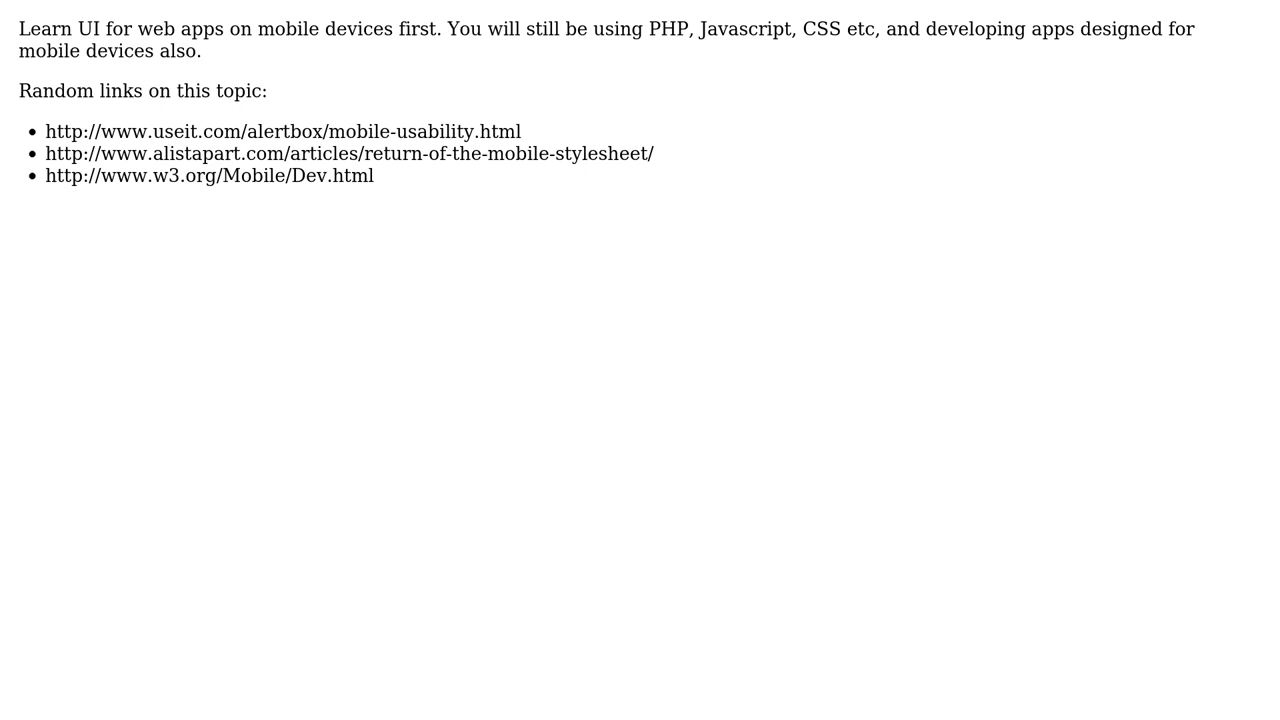 Learn UI for web apps on mobile devices first. You will still be using PHP, Javascript, CSS etc, and developing apps designed for
mobile devices also.
Random links on this topic:
• http://www.useit.com/alertbox/mobile-usability.html
• http://www.alistapart.com/articles/return-of-the-mobile-stylesheet/
• http://www.w3.org/Mobile/Dev.html